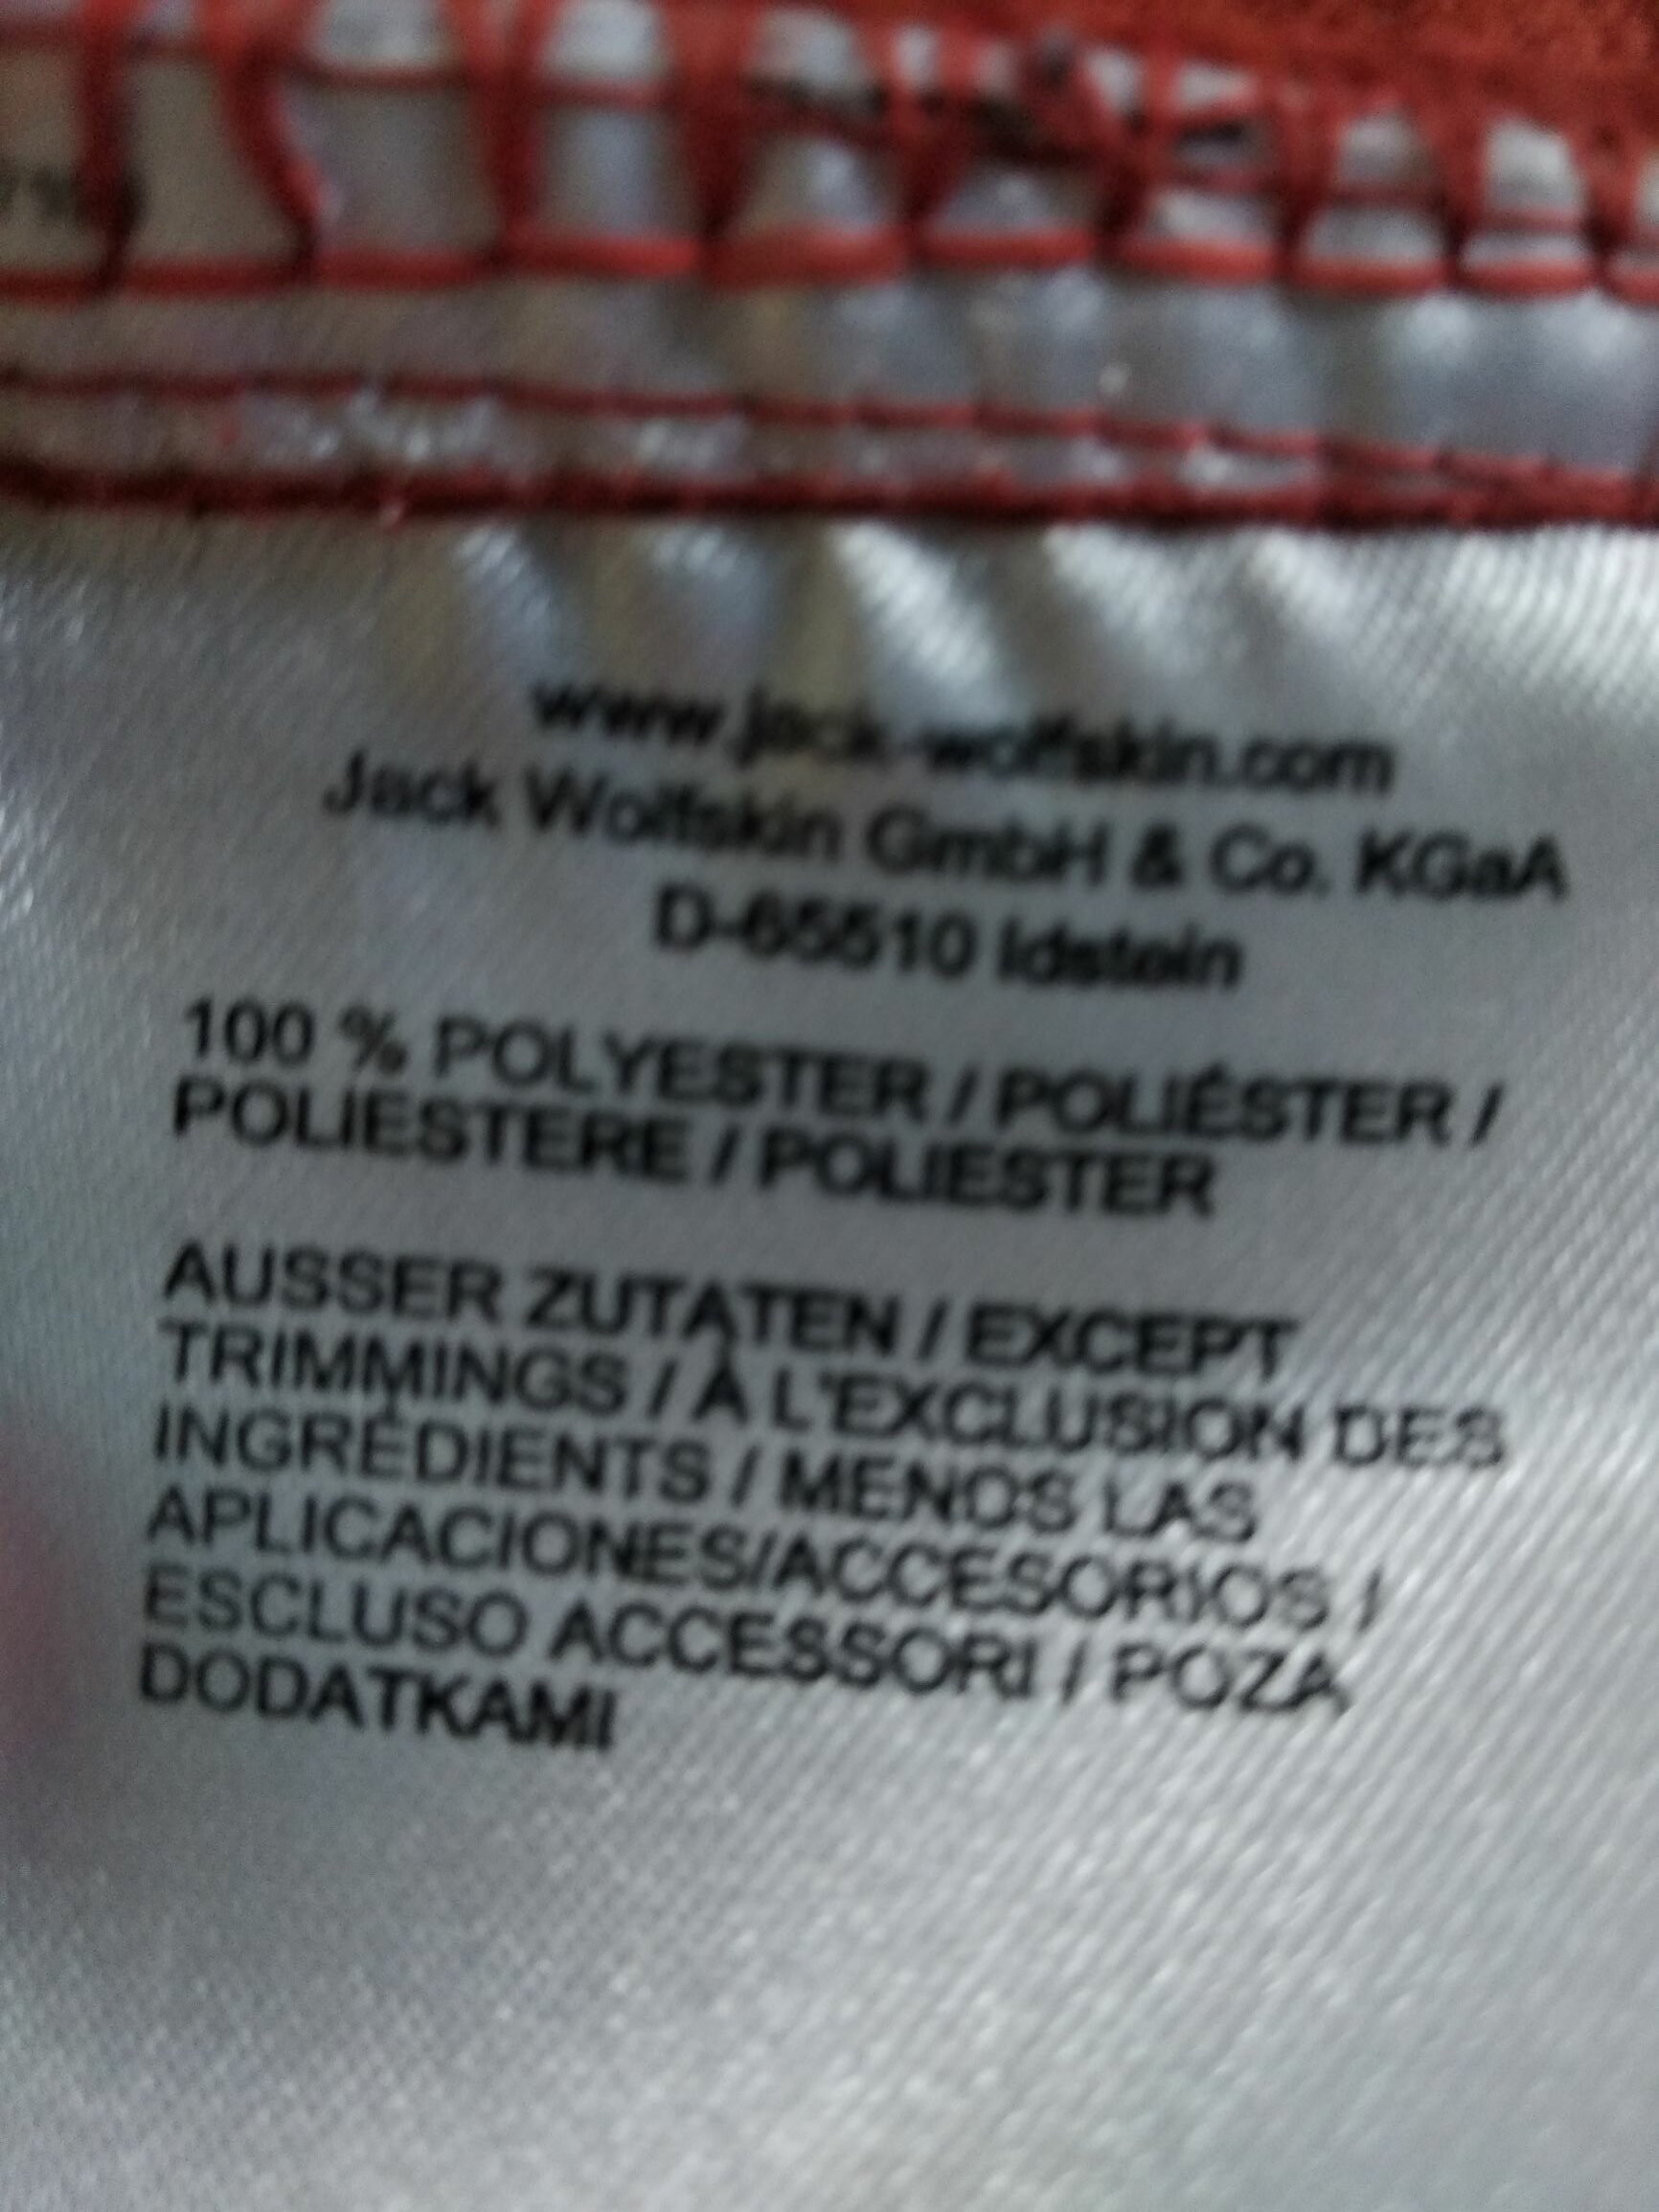 www.jack-wolfskin.com
Jack Wolfskin GmbH & Co. KGaA
D-65510 Idstein
100 % POLYESTER / POLIÉSTER /
POLIESTERE / POLIESTER
AUSSER ZUTATEN / EXCEPT
TRIMMINGS / À L'EXCLUSION DES
INGRÉDIENTS / MENOS LAS
APLICACIONES/ACCESORIOS /
ESCLUSO ACCESSORI / POZA
DODATKAMI